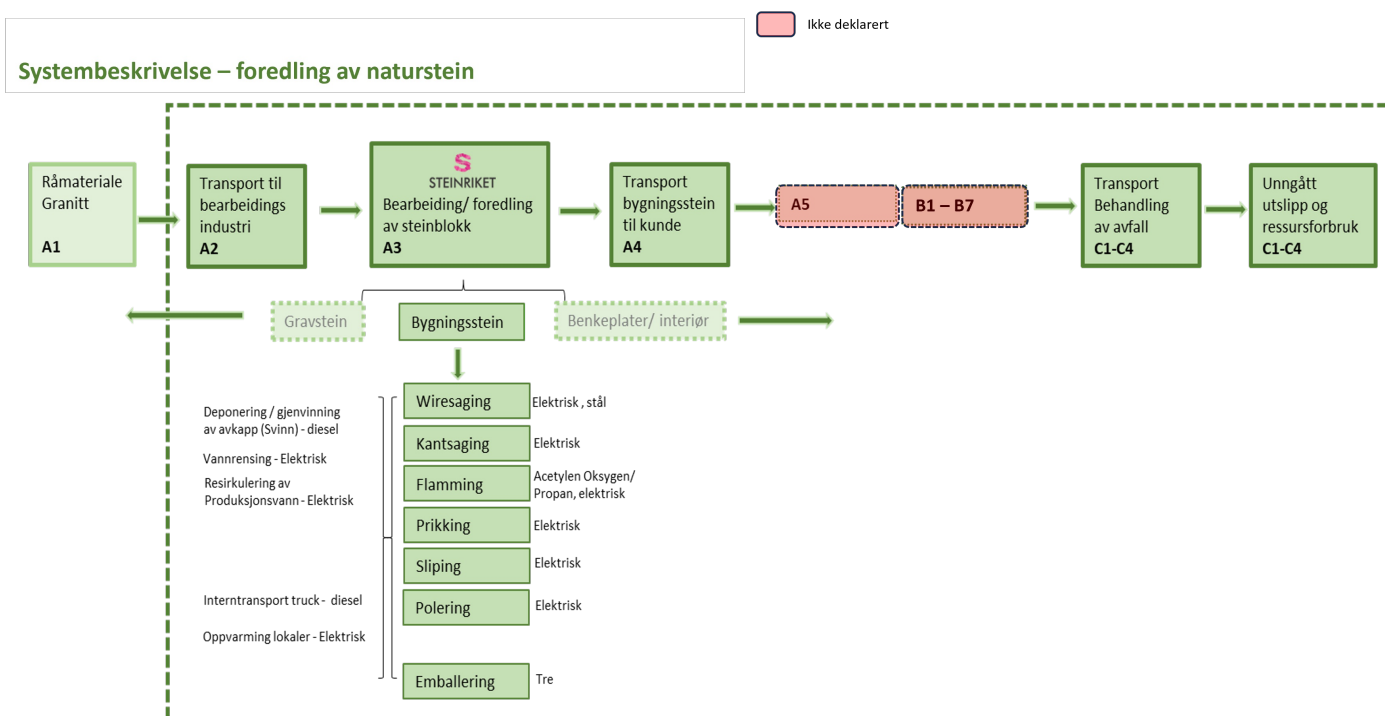 Ikke deklarert
Systembeskrivelse – foredling av naturstein
Råmateriale
Granitt
A1
Transport til
bearbeidings
industri
A2
STEINRIKET
Bearbeiding/ foredling
av steinblokk
A3
Transport
bygningsstein
til kunde
A4
A5
B1 – B7
Transport
Behandling
av avfall
C1-C4
Unngått
utslipp og
ressursforbruk
C1-C4
Gravstein
Bygningsstein
Benkeplater/ interiør
Deponering / gjenvinning
av avkapp (Svinn) - diesel
Vannrensing - Elektrisk
Resirkulering av
Produksjonsvann - Elektrisk
Interntransport truck - diesel
Oppvarming lokaler - Elektrisk
Wiresaging
Elektrisk , stål
Kantsaging
Elektrisk
Flamming
Acetylen Oksygen/
Propan, elektrisk
Prikking
Elektrisk
Sliping
Elektrisk
Polering
Elektrisk
Emballering
Tre